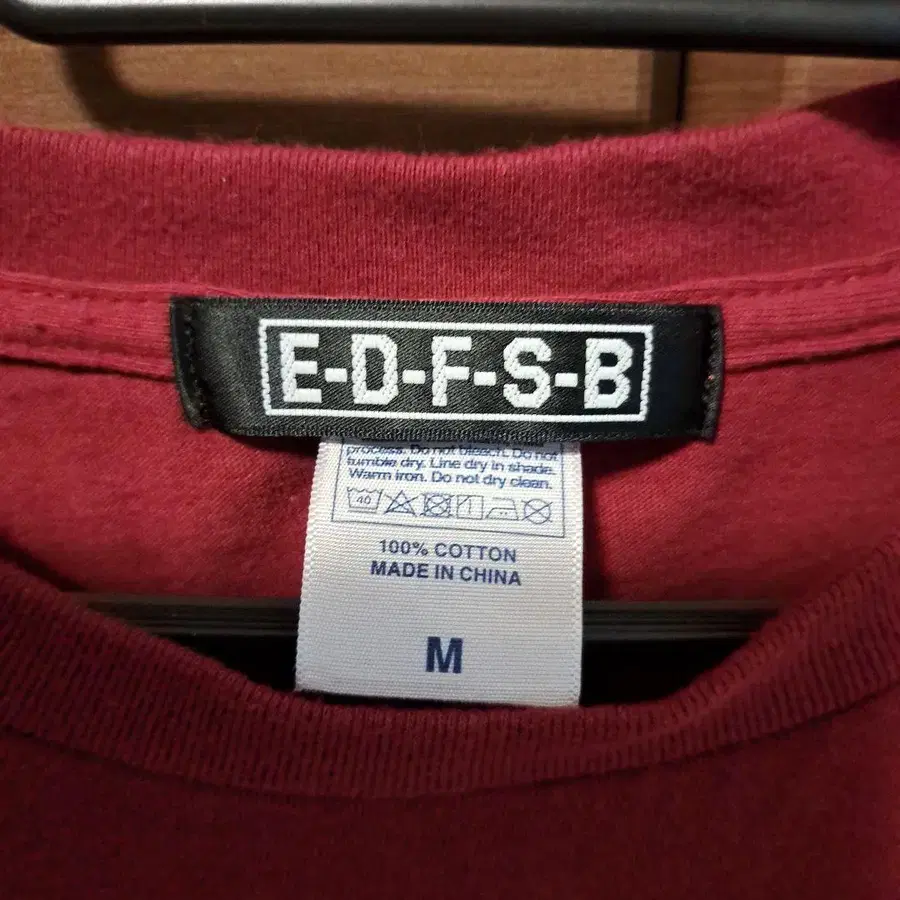 E-D-F-S-B
process. Do not bleach. Do not
tumble dry. Line dry in shade.
Warm iron. Do not dry clean.
40
100% COTTON
MADE IN CHINA
M